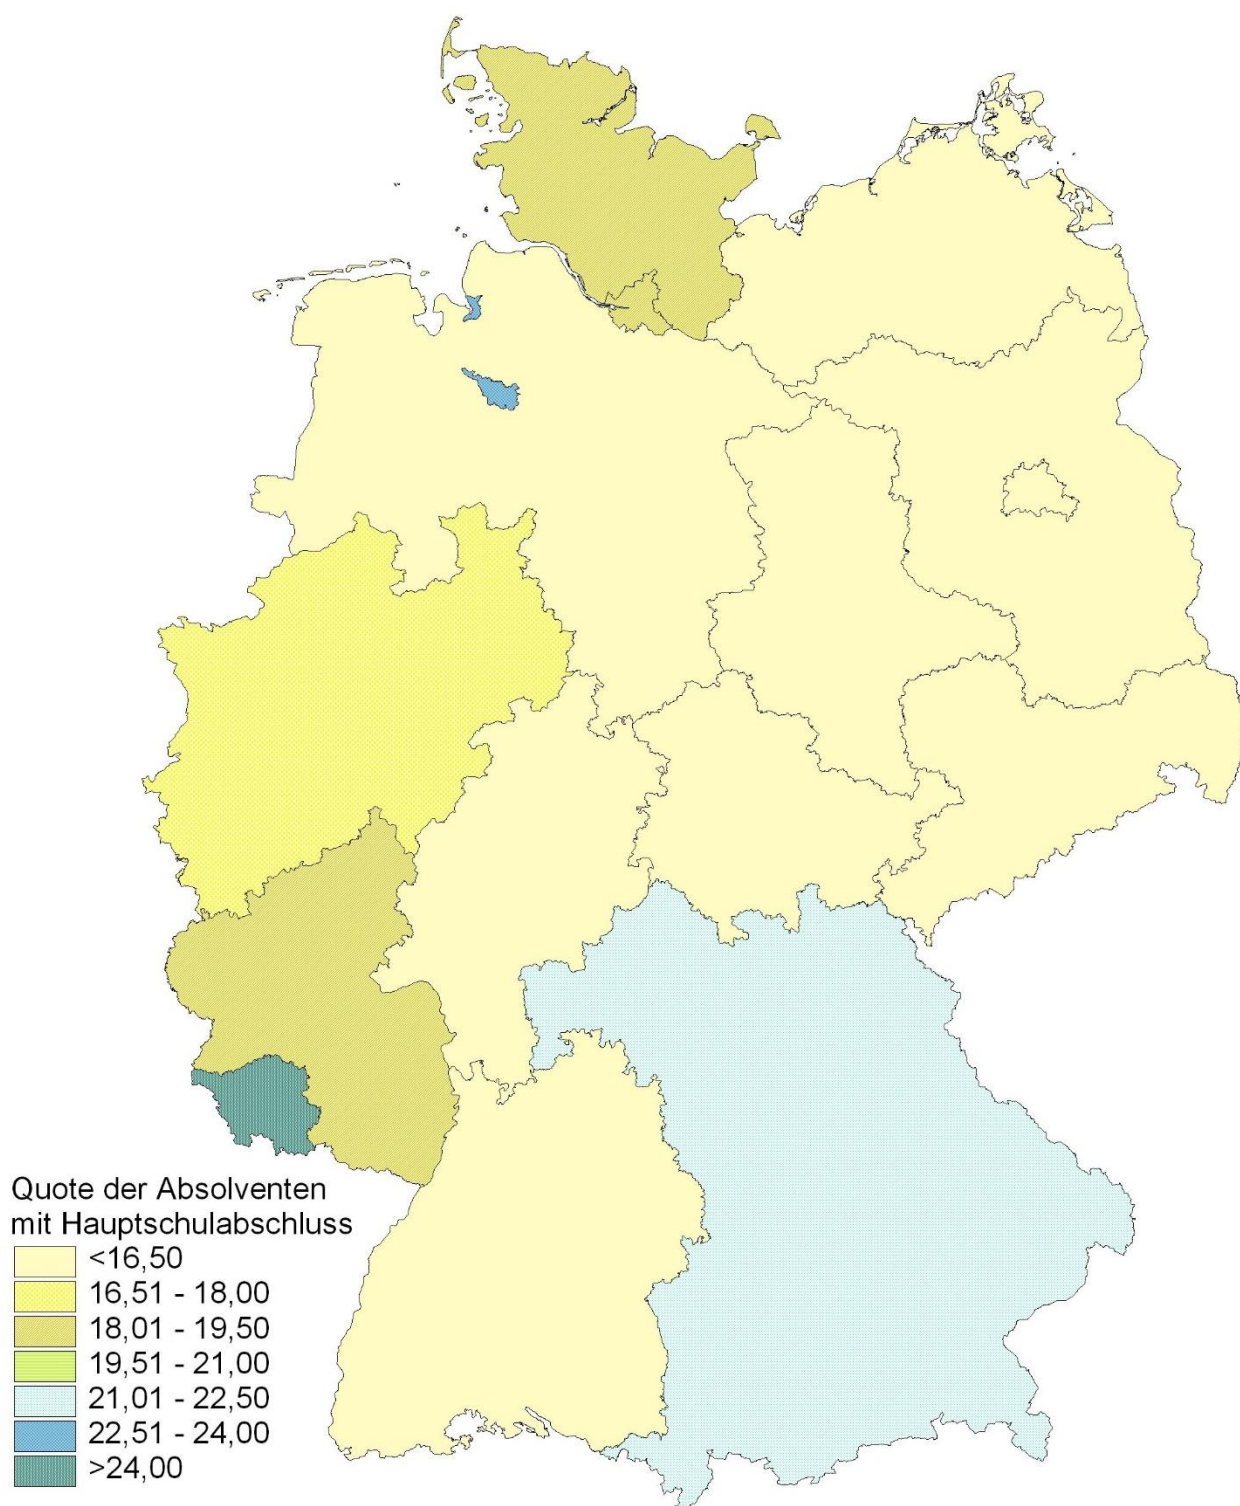 Quote der Absolventen
mit Hauptschulabschluss
<16,50
16,51 - 18,00
18,01 - 19,50
19,51 - 21,00
21,01 - 22,50
22,51 - 24,00
>24,00